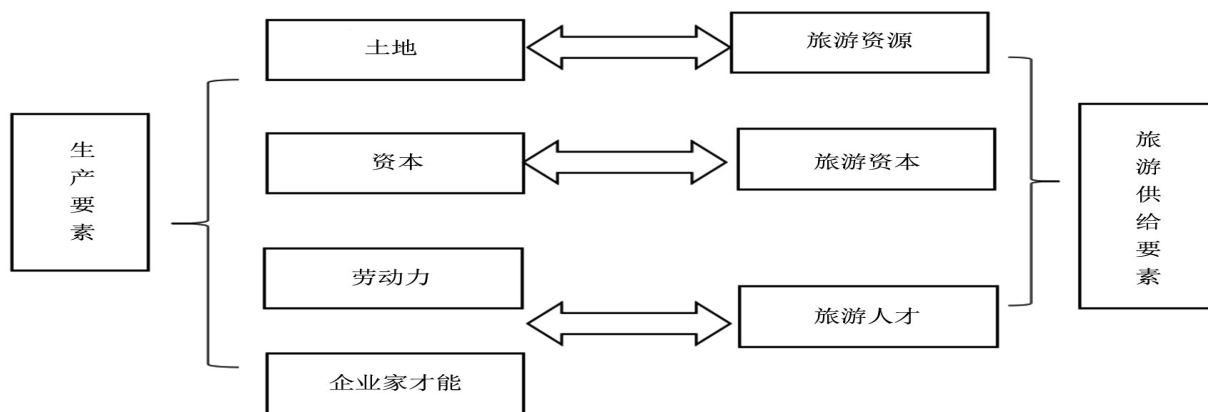 生产要素
土地
资本
劳动力
企业家才能
旅游资源
旅游资本
旅游人才
旅游供给要素